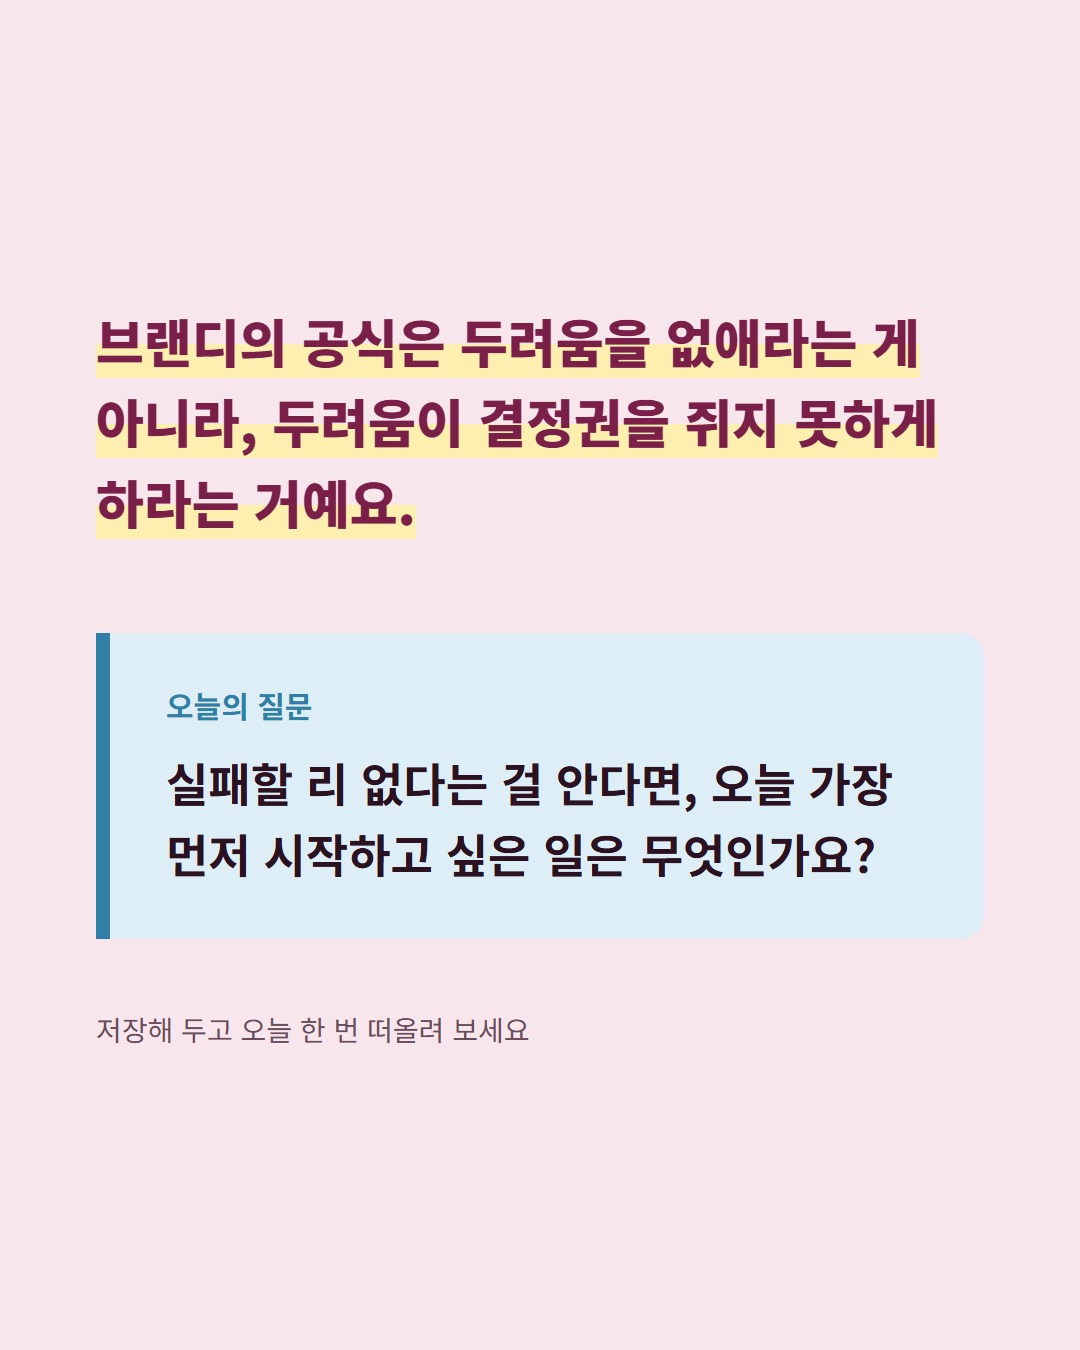 브랜디의 공식은 두려움을 없애라는 게
아니라, 두려움이 결정권을 쥐지 못하게
하라는 거예요.
오늘의 질문
실패할 리 없다는 걸 안다면, 오늘 가장
먼저 시작하고 싶은 일은 무엇인가요?
저장해 두고 오늘 한 번 떠올려 보세요